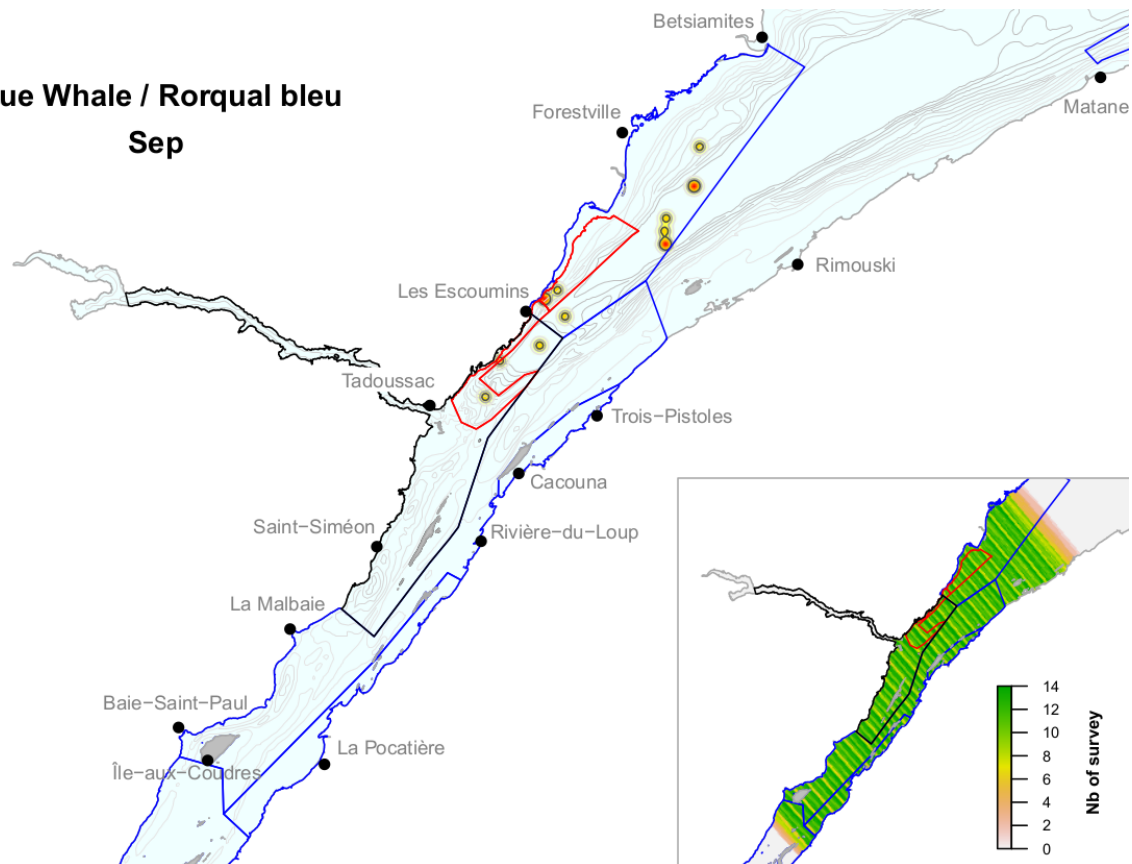 Betsiamites
ue Whale / Rorqual bleu
Sep
Forestville
Matane
Rimouski
Les Escoumins
Tadoussac
Trois−Pistoles
Cacouna
Saint−Siméon
Rivière−du−Loup
La Malbaie
Baie−Saint−Paul
La Pocatière
Île−aux−Coudres
14
12
10
8
6
4
2
0
Nb of survey